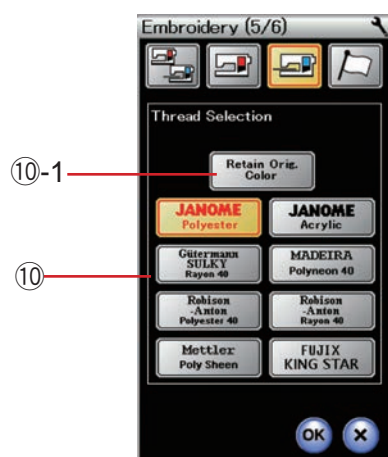 Embroidery (5/6)
Thread Selection
⑩-1
Retain Orig.
Color
JANOME
Polyester
JANOME
Acrylic
⑩
Gütermann
SULKY
Rayon 40
MADEIRA
Polyneon 40
Robison
-Anton
Polyester 40
Robison
-Anton
Rayon 40
Mettler
Poly Sheen
FUJIX
KING STAR
OK
X